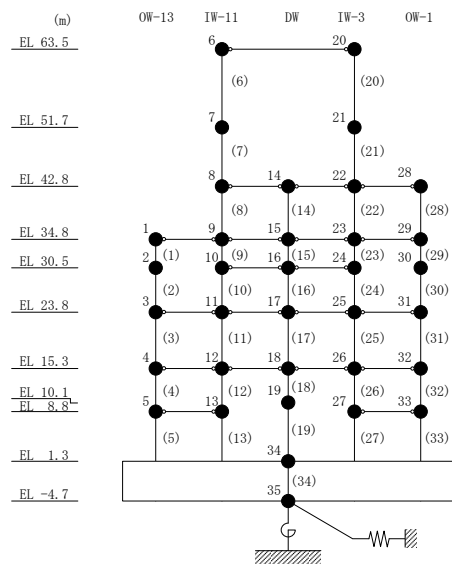 (m) OW-13 IW-11 DW IW-3 OW-1
EL 63.5 6 20
(6) (20)
EL 51.7 7 21
(7) (21)
EL 42.8 8 14 22 28
(8) (14) (22) (28)
EL 34.8 1 9 15 23 29
(1) (9) (15) (23) (29)
EL 30.5 2 10 16 24 30
(2) (10) (16) (24) (30)
EL 23.8 3 11 17 25 31
(3) (11) (17) (25) (31)
EL 15.3 4 12 18 26 32
(4) (12) (18) (26) (32)
EL 10.1 19
EL 8.8 5 13 27 33
(5) (13) (19) (27) (33)
EL 1.3 34
(34)
EL -4.7 35